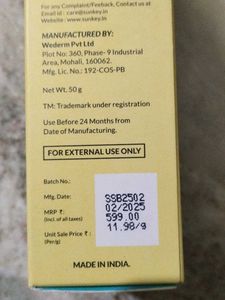 For any Complaint/Feeback, Contact us at
Email id : care@sunkey.in
Website : www.sunkey.in
MANUFACTURED BY:
Wederm Pvt Ltd
Plot No: 360, Phase- 9 Industrial
Area, Mohali, 160062.
Mfg. Lic. No.: 192-COS-PB
Net Wt. 50 g
TM: Trademark under registration
Use Before 24 Months from
Date of Manufacturing.
FOR EXTERNAL USE ONLY
Batch No.:
SSB2502
Mfg. Date:
02/2025
MRP ₹ :
(Incl. of all taxes)
599.00
Unit Sale Price ₹ :
(Per/g)
11.98/g
MADE IN INDIA.